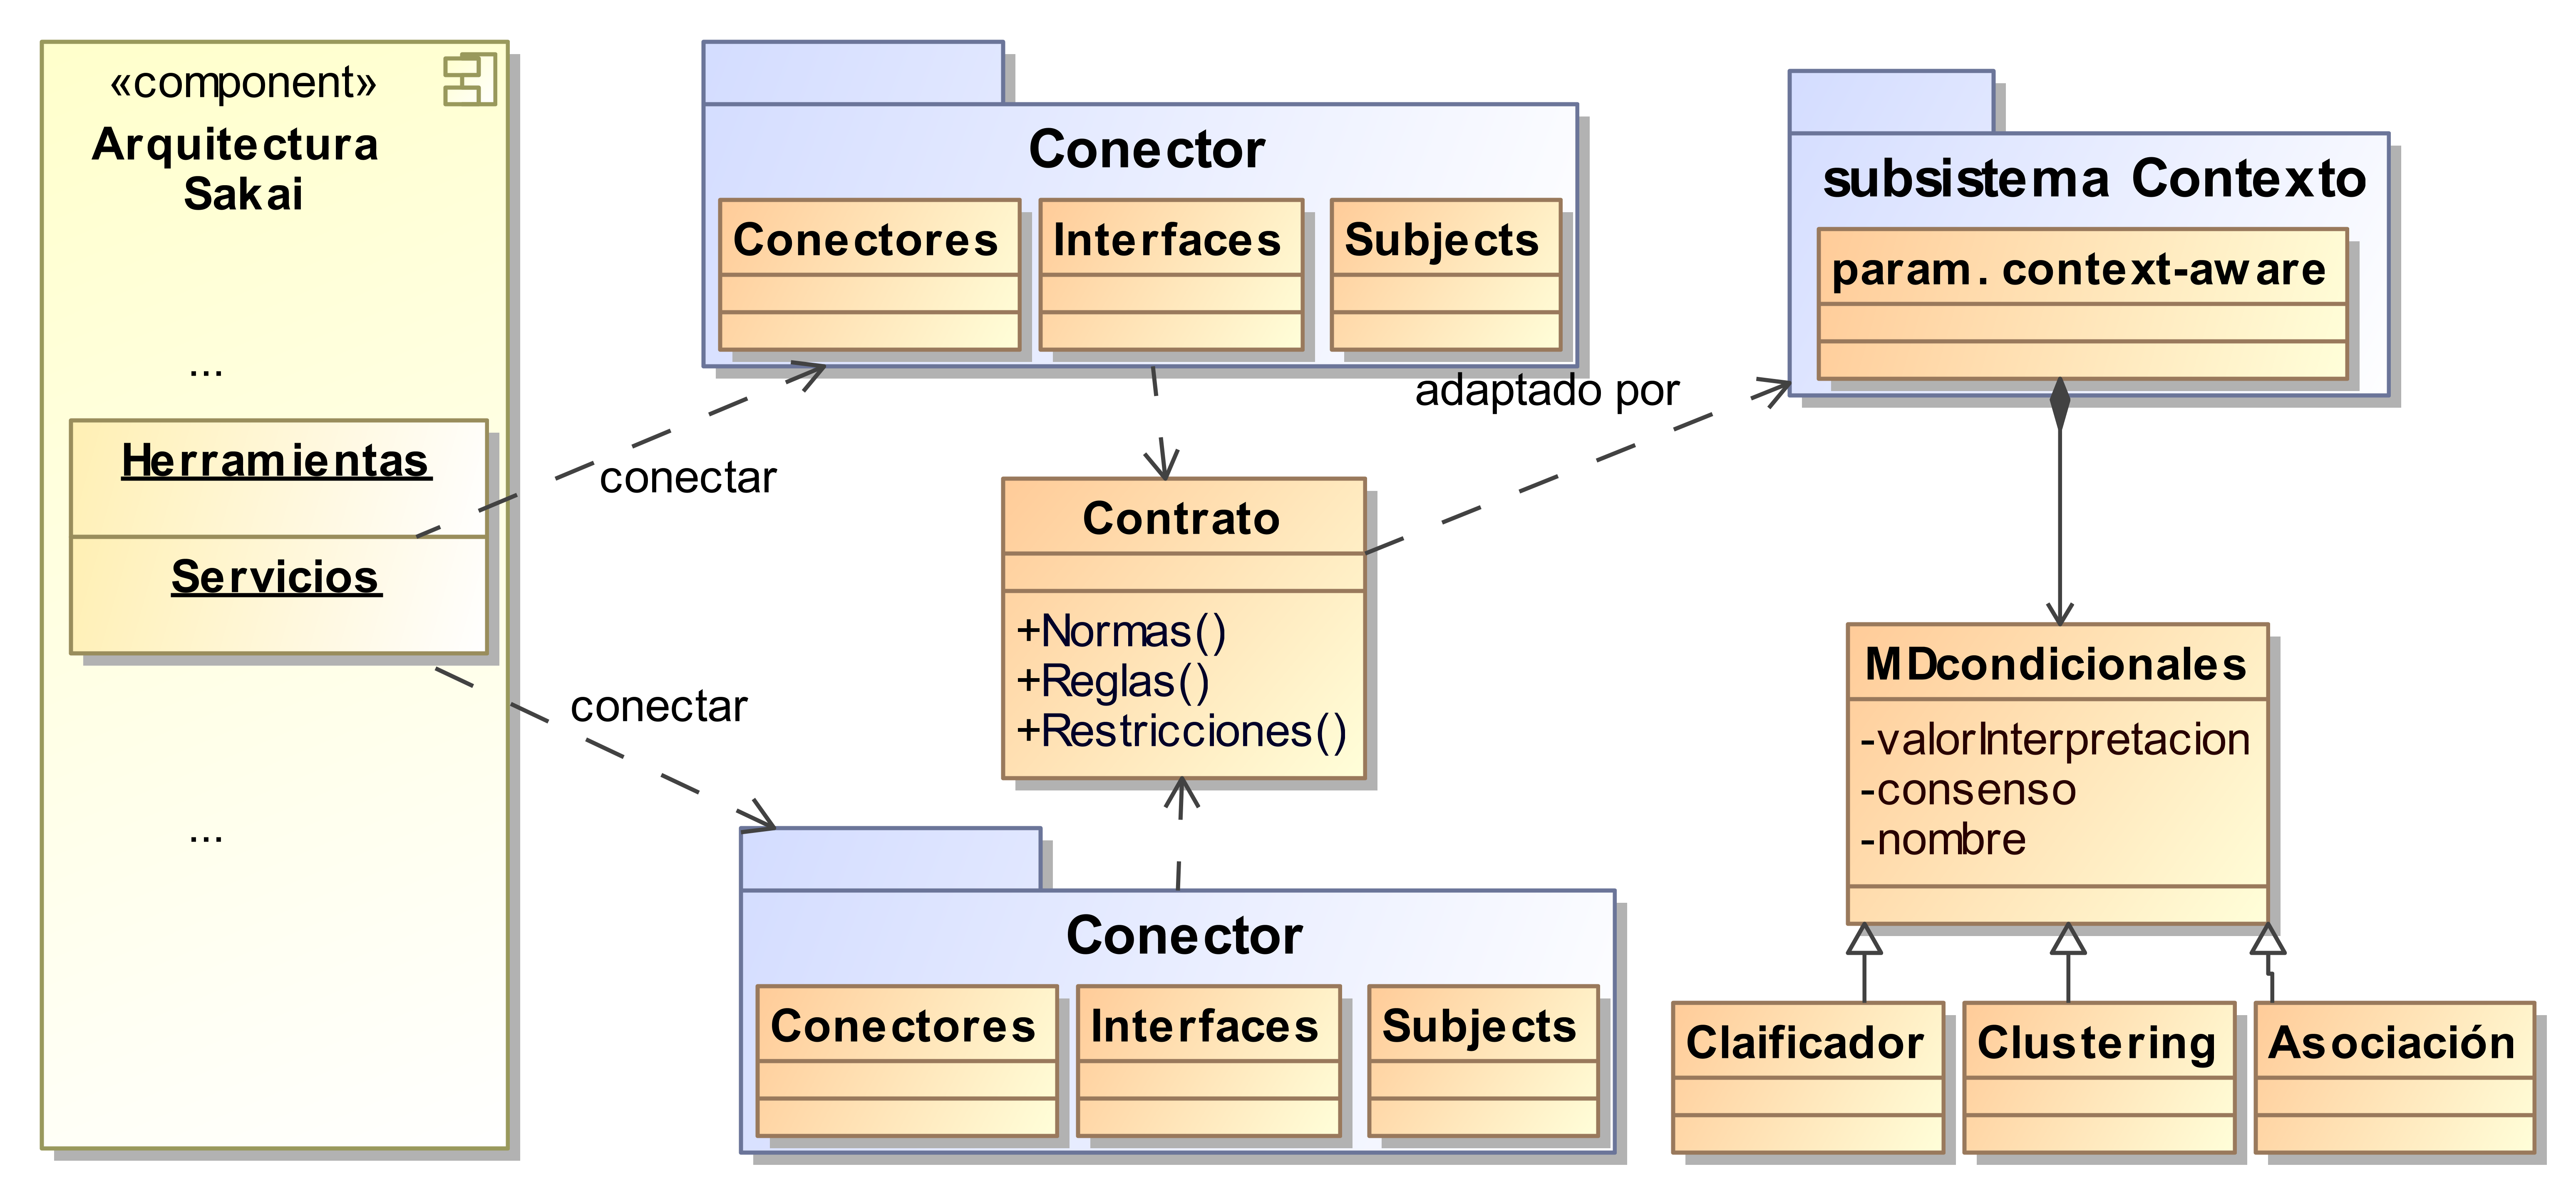 «component»
Arquitectura
Sakai
...
Herramientas
Servicios
...
conectar
conectar
Conector
Conectores
Interfaces
Subjects
Contrato
+Normas()
+Reglas()
+Restricciones()
Conector
Conectores
Interfaces
Subjects
adaptado por
subsistema Contexto
param. context-aware
MDcondicionales
-valorInterpretacion
-consenso
-nombre
Claificador
Clustering
Asociación